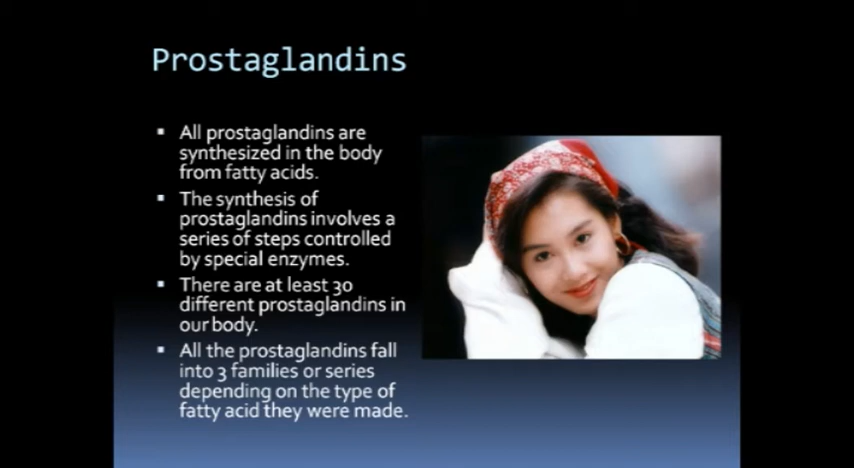 Prostaglandins
▪ All prostaglandins are
synthesized in the body
from fatty acids.
▪ The synthesis of
prostaglandins involves a
series of steps controlled
by special enzymes.
▪ There are at least 30
different prostaglandins in
our body.
▪ All the prostaglandins fall
into 3 families or series
depending on the type of
fatty acid they were made.